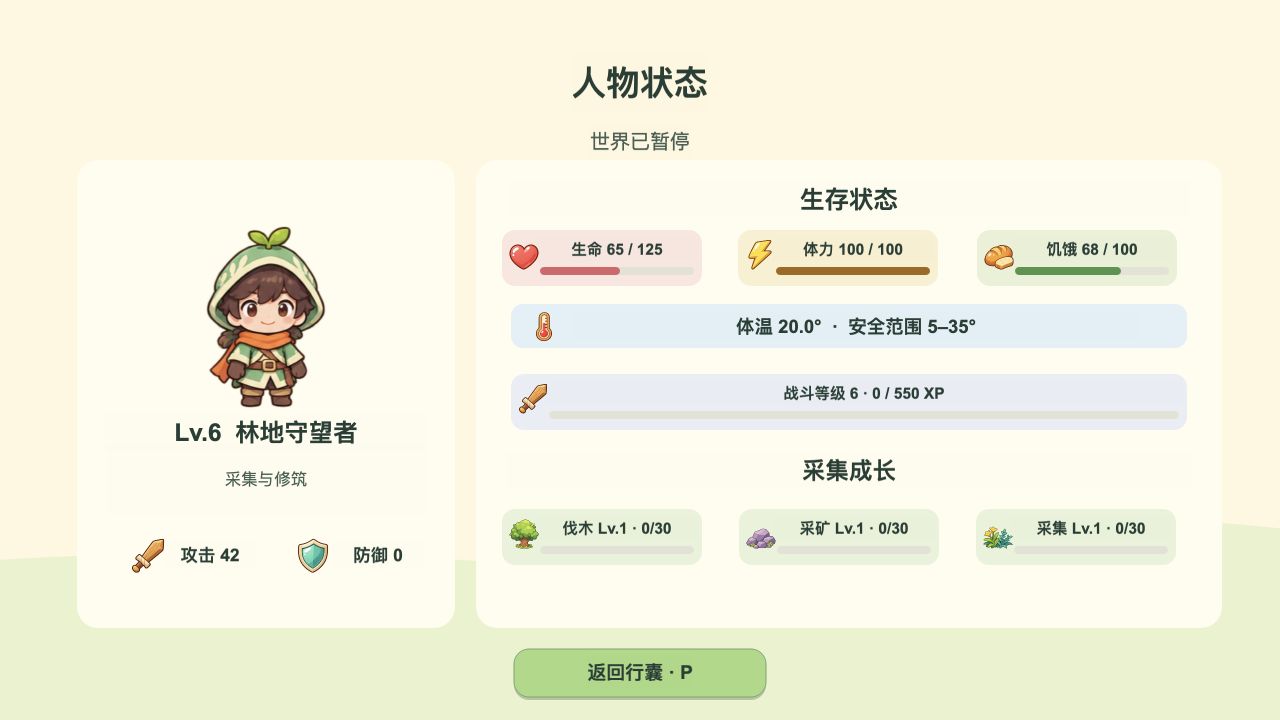 人物状态
世界已暂停
Lv.6 林地守望者
采集与修筑
攻击 42
防御 0
生存状态
生命 65 / 125
体力 100 / 100
饥饿 68 / 100
体温 20.0° · 安全范围 5–35°
战斗等级 6 · 0 / 550 XP
采集成长
伐木 Lv.1 · 0/30
采矿 Lv.1 · 0/30
采集 Lv.1 · 0/30
返回行囊 · P